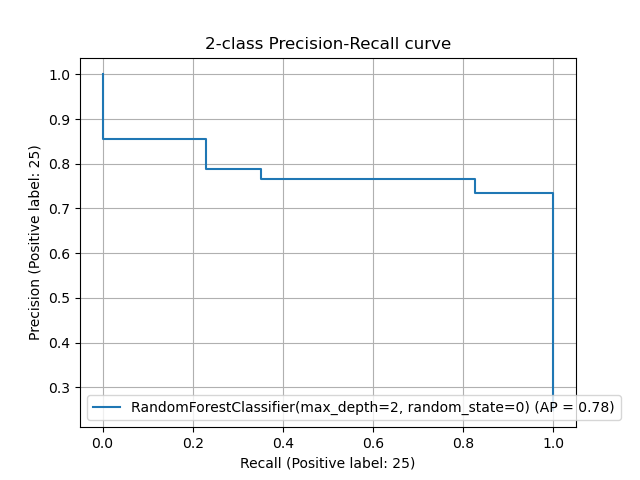 2-class Precision-Recall curve
1.0
0.9
0.8
0.7
0.6
0.5
0.4
0.3
Precision (Positive label: 25)
RandomForestClassifier(max_depth=2, random_state=0) (AP = 0.78)
0.0 0.2 0.4 0.6 0.8 1.0
Recall (Positive label: 25)